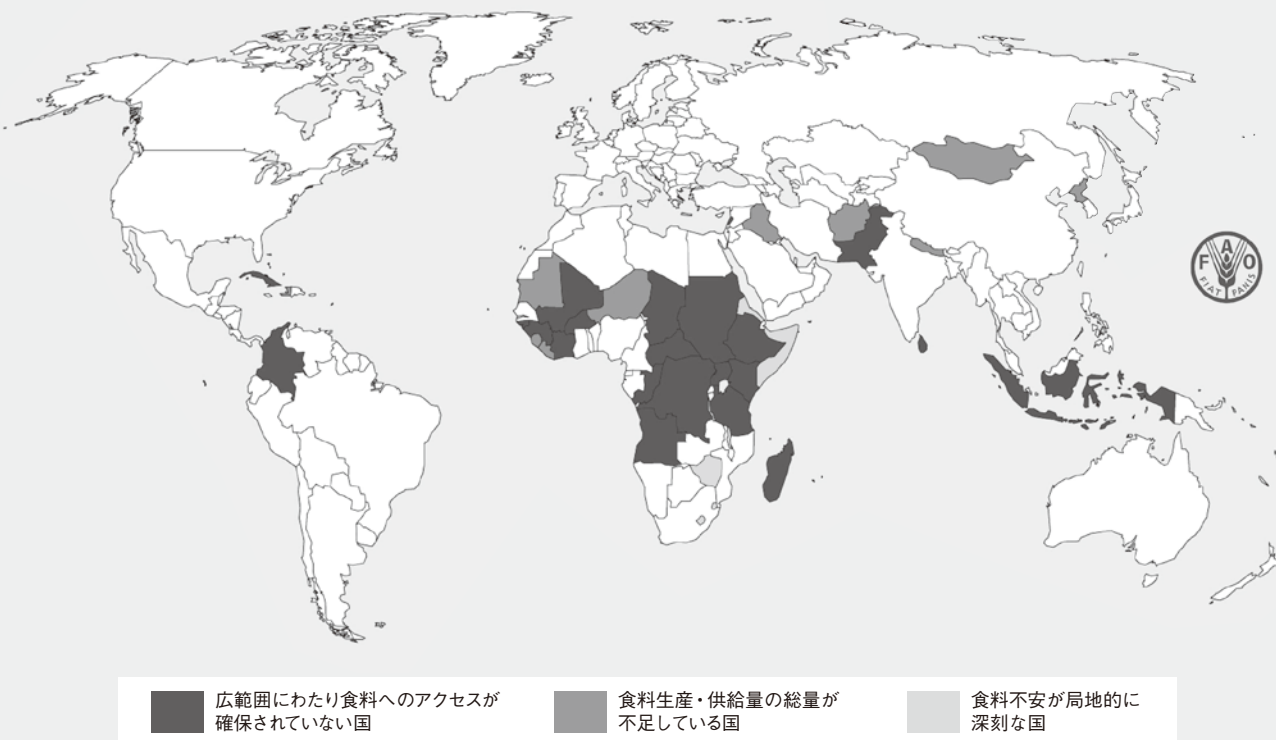 FAO
FIAT PANIS
広範囲にわたり食料へのアクセスが
確保されていない国
食料生産・供給量の総量が
不足している国
食料不安が局地的に
深刻な国